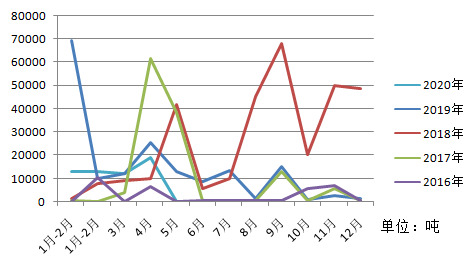 80000
70000
60000
50000
40000
30000
20000
10000
0
1月-2月
1月-2月
3月
4月
5月
6月
7月
8月
9月
10月
11月
12月
2020年
2019年
2018年
2017年
2016年
单位：吨